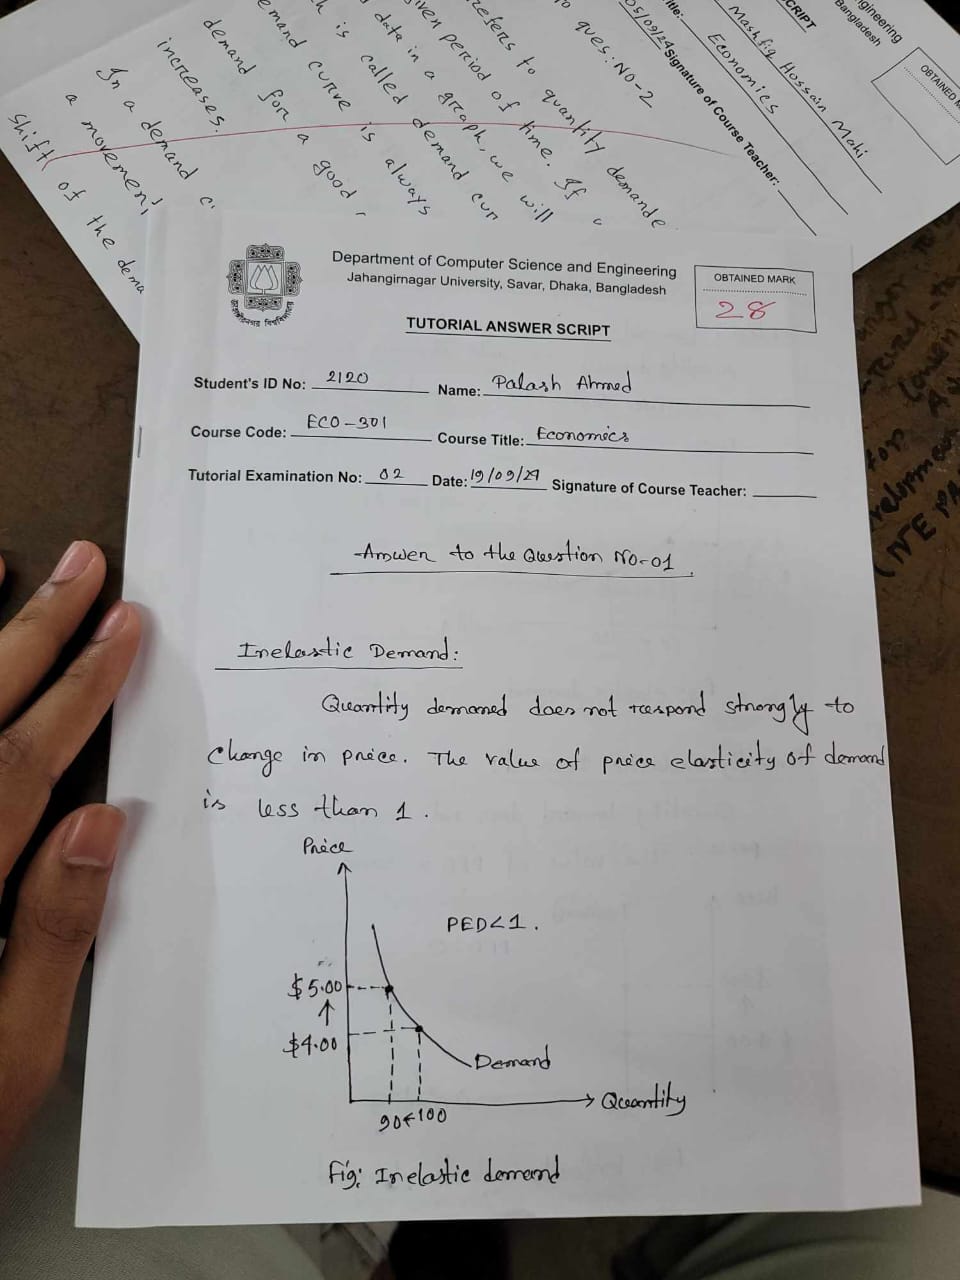 refers to quantity demande
given period of time. If
data in a graph, we will
is called demand
demand curve is always
demand for a good
increases.
In a demand
a movement
shift of the dema
to ques.: NO-2
05/09/24
Signature of Course Teacher:
Title: Economics
Mashfiq Hossain Mahi
SCRIPT
Engineering
Bangladesh
OBTAINED
Department of Computer Science and Engineering
Jahangirnagar University, Savar, Dhaka, Bangladesh
OBTAINED MARK
28
TUTORIAL ANSWER SCRIPT
Student's ID No: 2120 Name: Palash Ahmed
Course Code: ECO-301 Course Title: Economics
Tutorial Examination No: 02 Date: 19/09/24 Signature of Course Teacher:
Answer to the Question No-01.
Inelastic Demand:
Quantity demaned does not respond strongly to
change in price. The value of price elasticity of demand
is less than 1.
Price
PED<1.
$5.00
↑
$4.00
Demand
90←100
Quantity
Fig: Inelastic demand